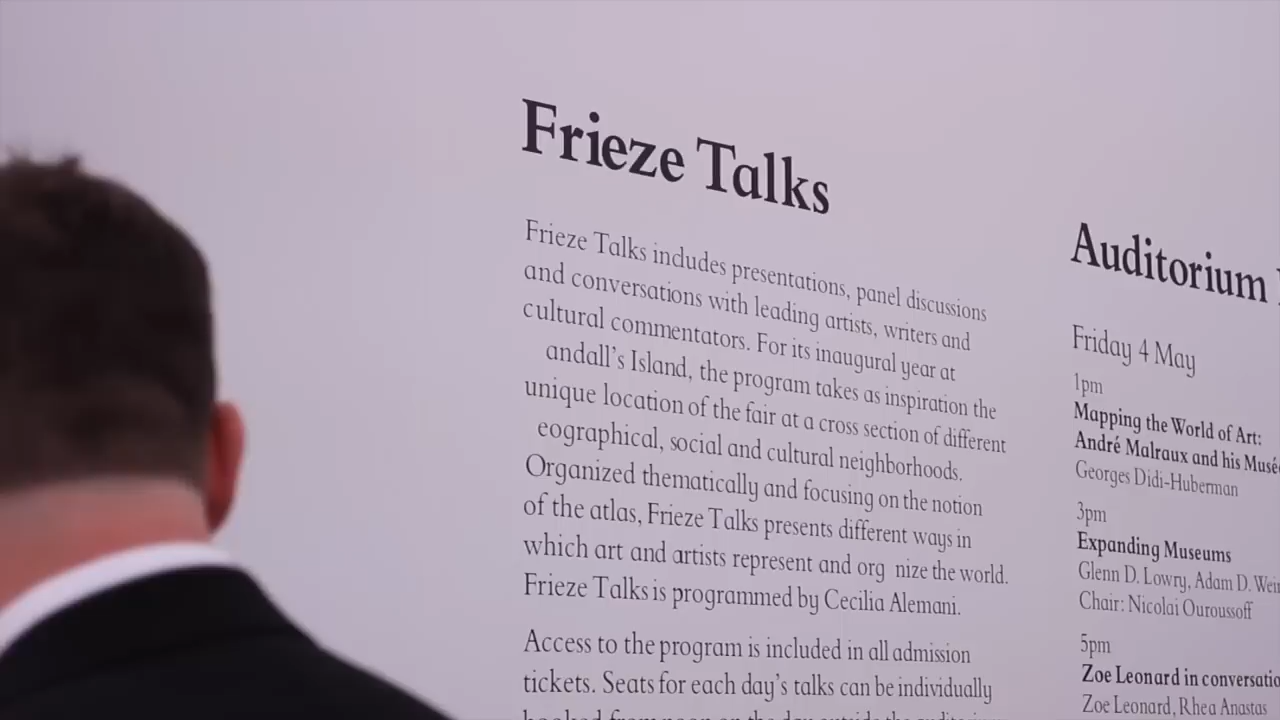 Frieze Talks
Frieze Talks includes presentations, panel discussions
and conversations with leading artists, writers and
cultural commentators. For its inaugural year at
andall's Island, the program takes as inspiration the
unique location of the fair at a cross section of different
eographical, social and cultural neighborhoods.
Organized thematically and focusing on the notion
of the atlas, Frieze Talks presents different ways in
which art and artists represent and org nize the world.
Frieze Talks is programmed by Cecilia Alemani.
Access to the program is included in all admission
tickets. Seats for each day's talks can be individually
Auditorium
Friday 4 May
1pm
Mapping the World of Art:
André Malraux and his Musé
Georges Didi-Huberman
3pm
Expanding Museums
Glenn D. Lowry, Adam D. Wei
Chair: Nicolai Ouroussoff
5pm
Zoe Leonard in conversatio
Zoe Leonard, Rhea Anastas